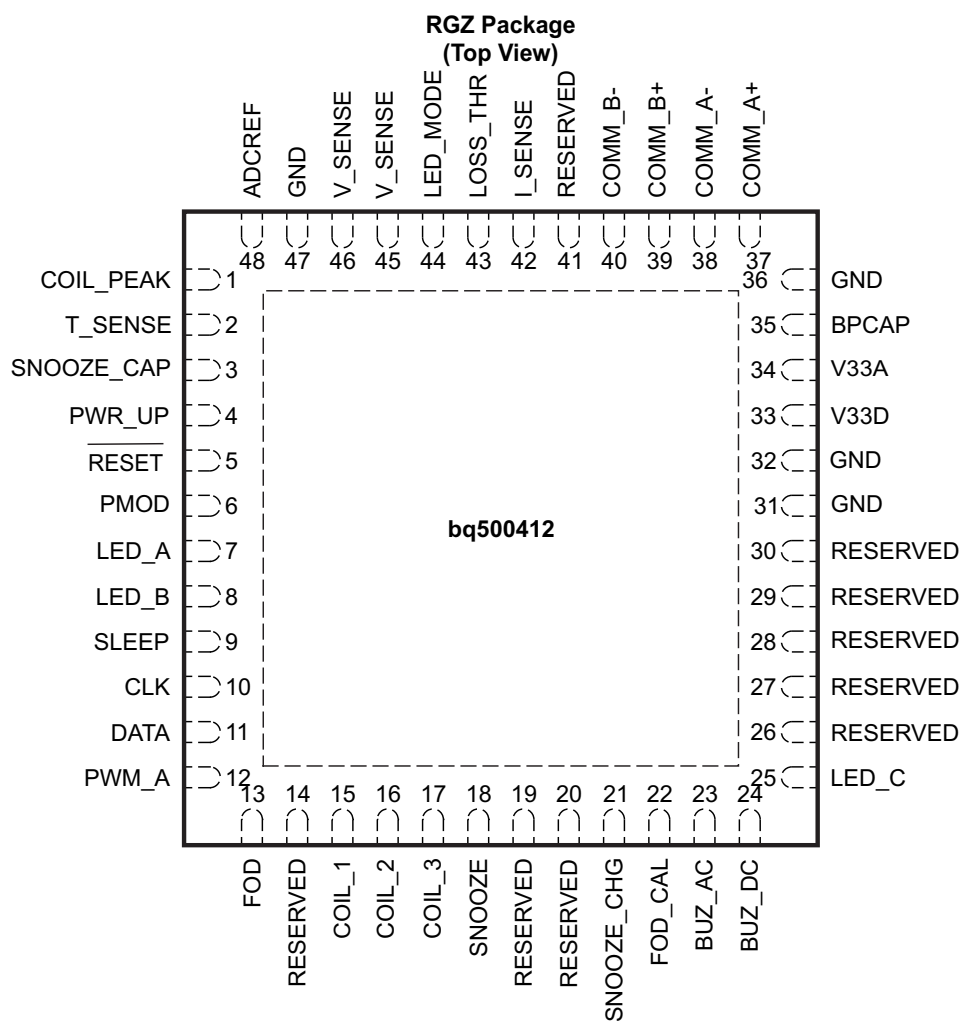 RGZ Package
(Top View)
ADCREF
GND
V_SENSE
V_SENSE
LED_MODE
LOSS_THR
I_SENSE
RESERVED
COMM_B-
COMM_B+
COMM_A-
COMM_A+
48
47
46
45
44
43
42
41
40
39
38
37
COIL_PEAK 1
T_SENSE 2
SNOOZE_CAP 3
PWR_UP 4
RESET 5
PMOD 6
LED_A 7
LED_B 8
SLEEP 9
CLK 10
DATA 11
PWM_A 12
bq500412
36 GND
35 BPCAP
34 V33A
33 V33D
32 GND
31 GND
30 RESERVED
29 RESERVED
28 RESERVED
27 RESERVED
26 RESERVED
25 LED_C
13
14
15
16
17
18
19
20
21
22
23
24
FOD
RESERVED
COIL_1
COIL_2
COIL_3
SNOOZE
RESERVED
RESERVED
SNOOZE_CHG
FOD_CAL
BUZ_AC
BUZ_DC